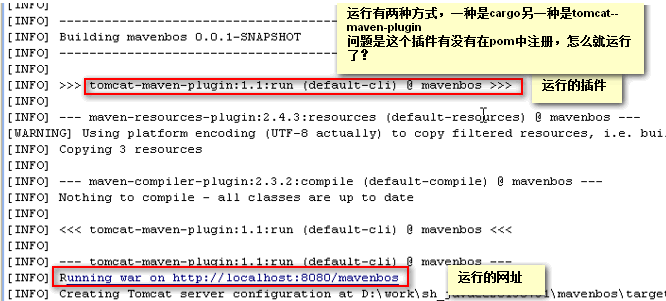 [INFO]
运行有两种方式，一种是cargo另一种是tomcat--
maven-plugin
问题是这个插件有没有在pom中注册，怎么就运行
了？
[INFO] ------------------------------------------------
[INFO] Building mavenbos 0.0.1-SNAPSHOT
[INFO] ------------------------------------------------
[INFO]
[INFO] >>> tomcat-maven-plugin:1.1:run (default-cli) @ mavenbos >>>
运行的插件
[INFO]
[INFO] --- maven-resources-plugin:2.4.3:resources (default-resources) @ mavenbos ---
[WARNING] Using platform encoding (UTF-8 actually) to copy filtered resources, i.e. bui
[INFO] Copying 3 resources
[INFO]
[INFO] --- maven-compiler-plugin:2.3.2:compile (default-compile) @ mavenbos ---
[INFO] Nothing to compile - all classes are up to date
[INFO]
[INFO] <<< tomcat-maven-plugin:1.1:run (default-cli) @ mavenbos <<<
[INFO]
[INFO] --- tomcat-maven-plugin:1.1:run (default-cli) @ mavenbos ---
[INFO] Running war on http://localhost:8080/mavenbos
运行的网址
[INFO] Creating Tomcat server configuration at D:\work\sh_
\mavenbos\targe